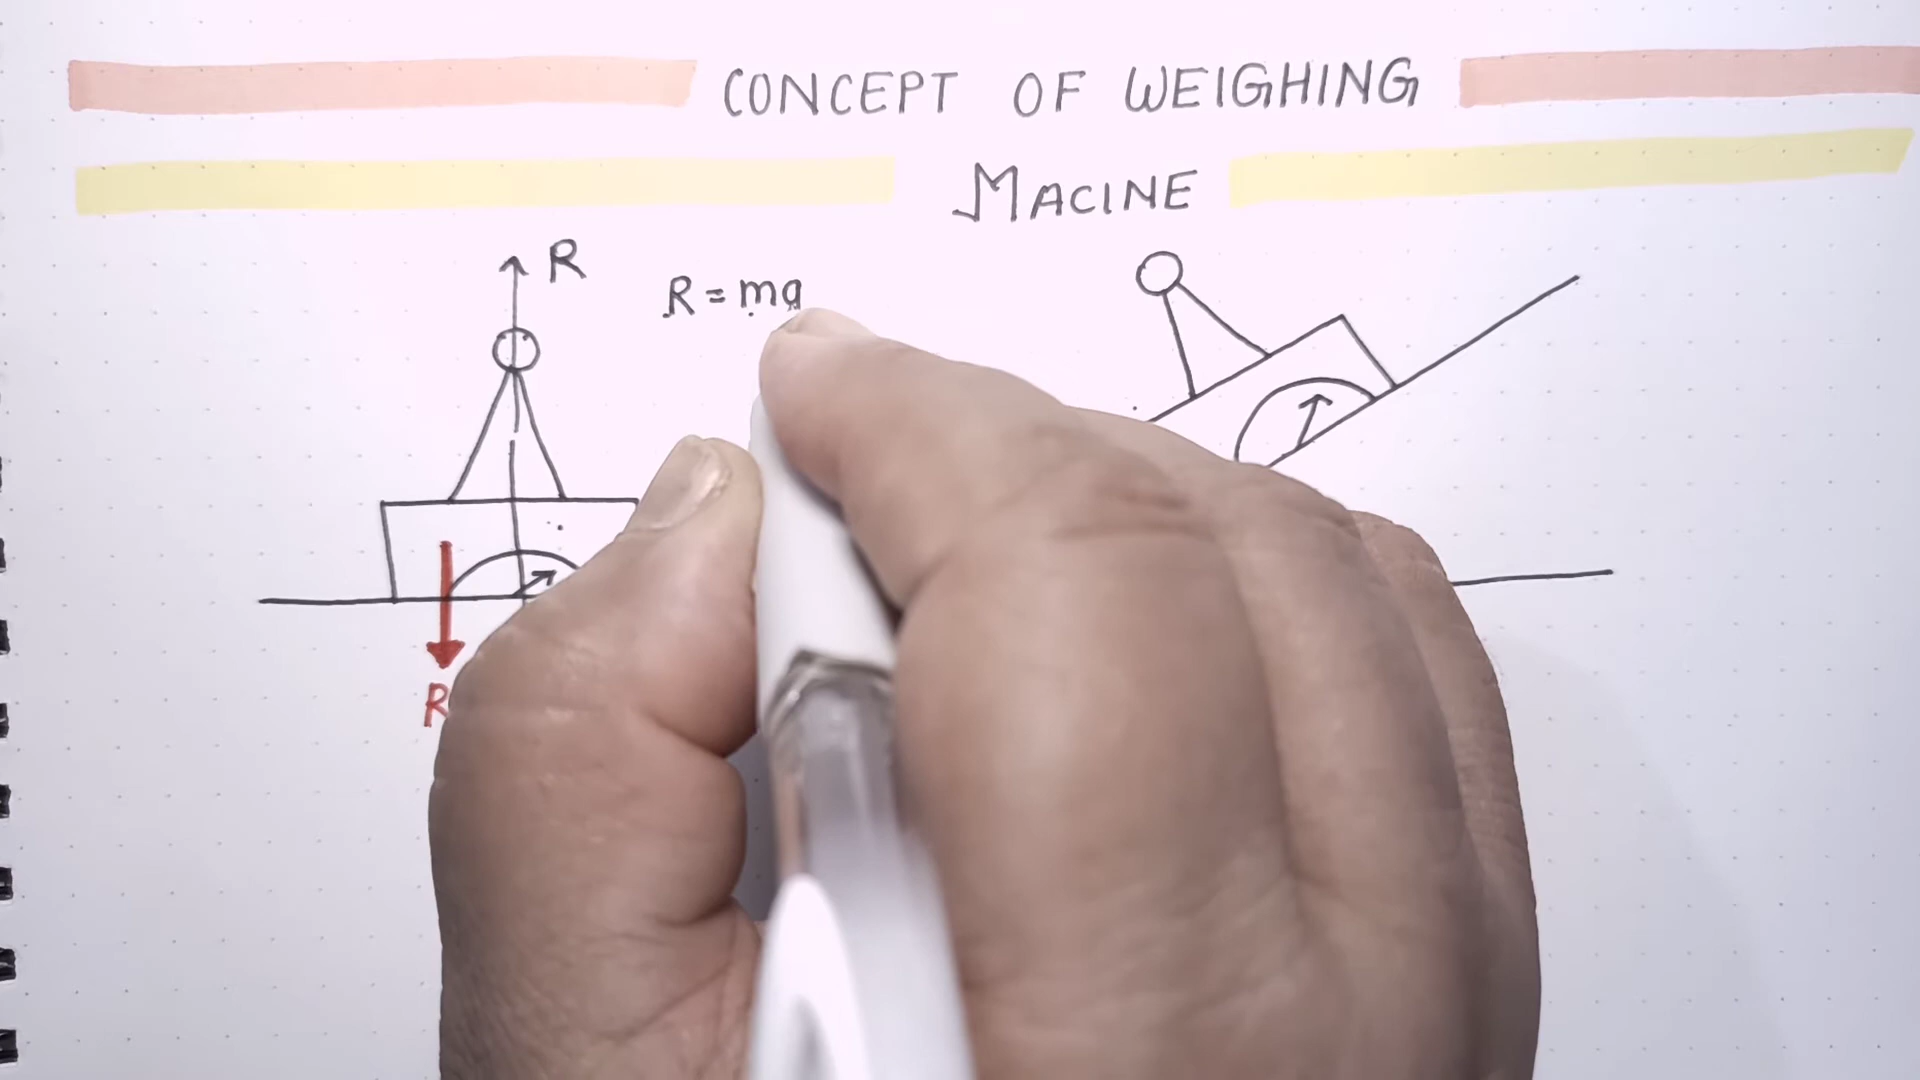 CONCEPT OF WEIGHING
MACINE
R
R = mg
R